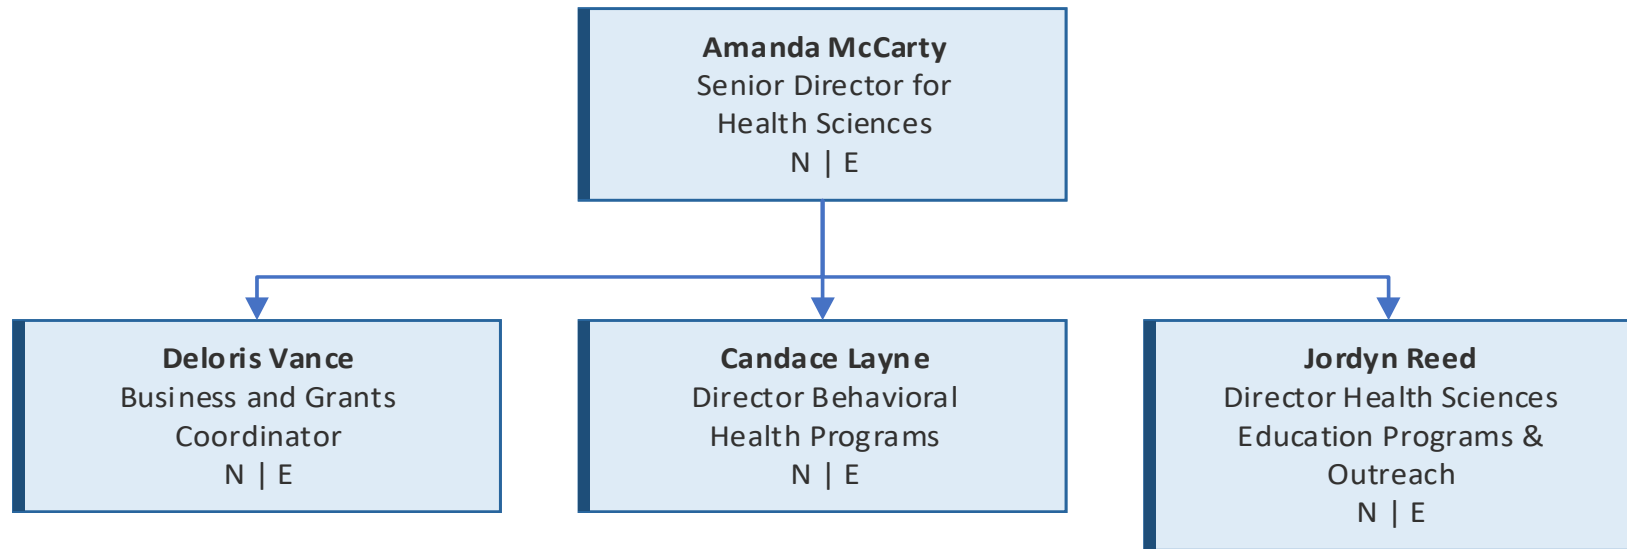 Amanda McCarty
Senior Director for
Health Sciences
N | E
Deloris Vance
Business and Grants
Coordinator
N | E
Candace Layne
Director Behavioral
Health Programs
N | E
Jordyn Reed
Director Health Sciences
Education Programs &
Outreach
N | E